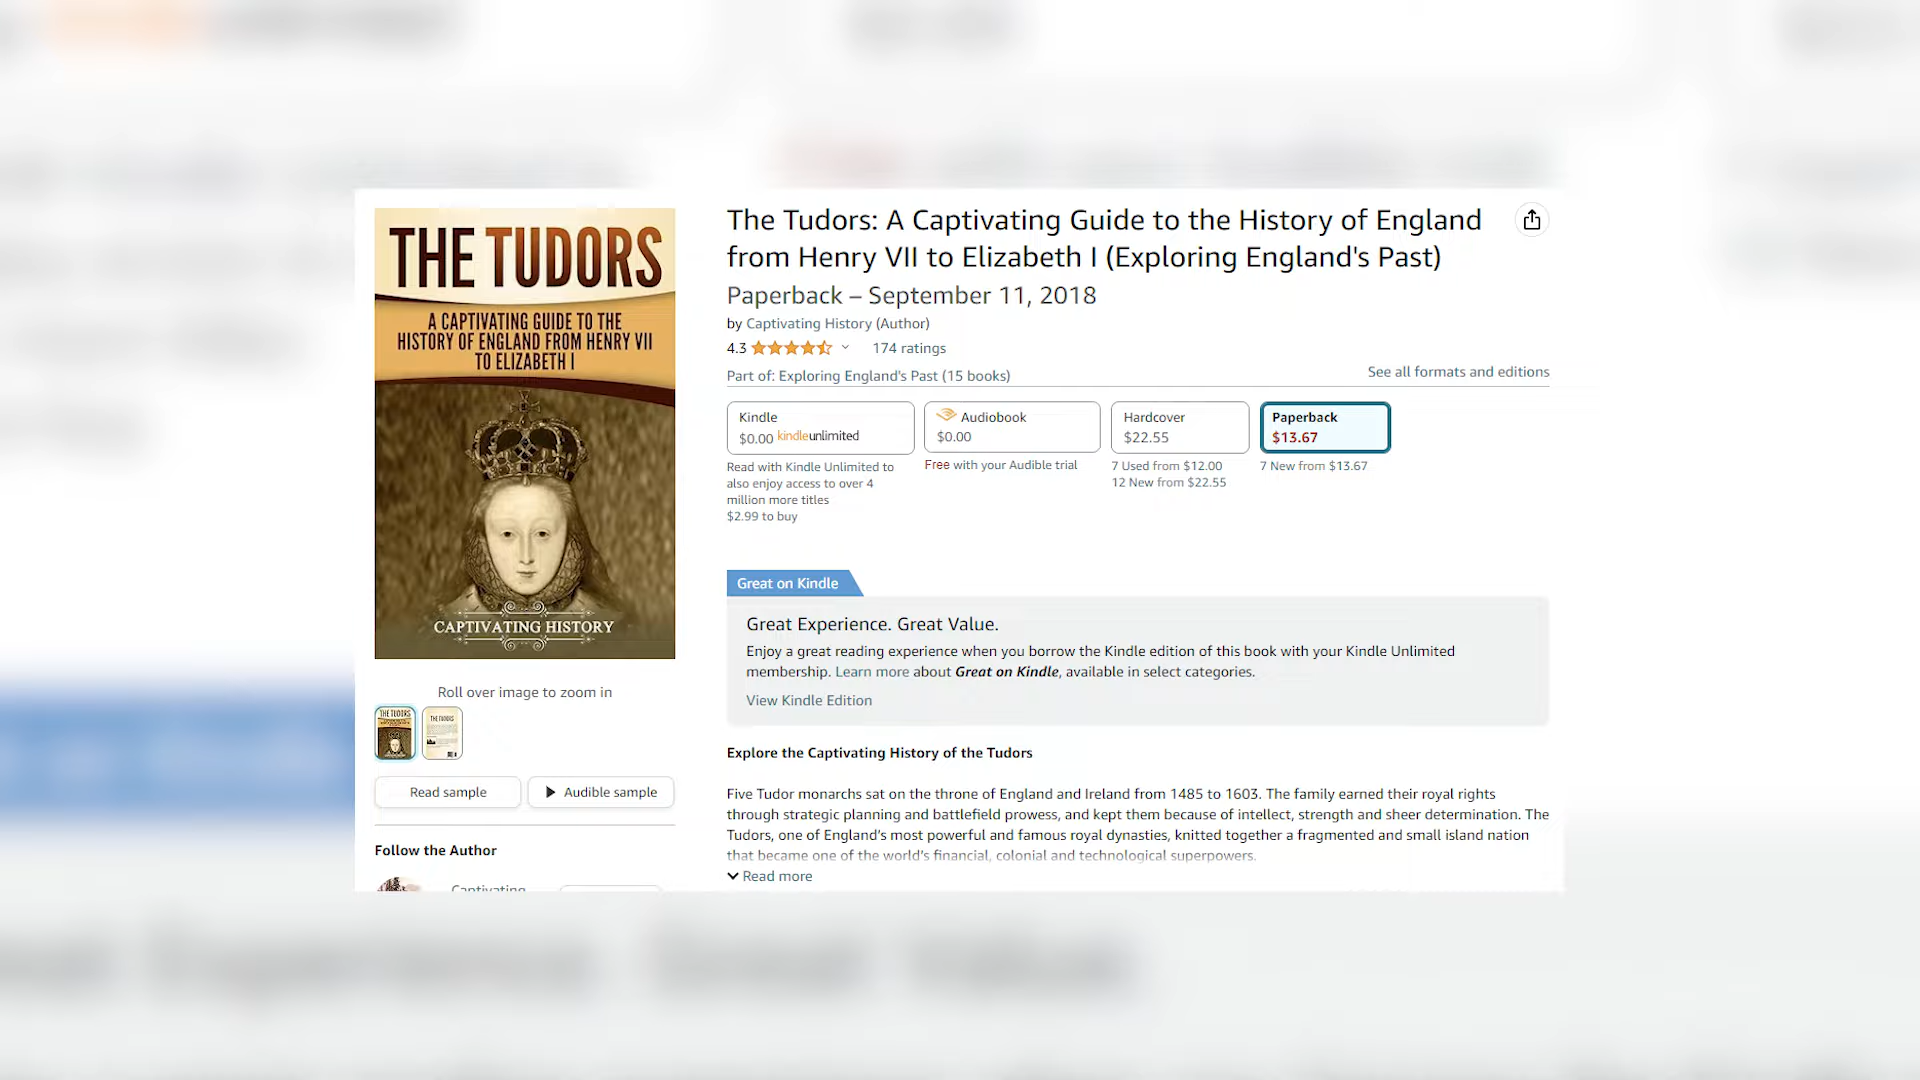 THE TUDORS
A CAPTIVATING GUIDE TO THE
HISTORY OF ENGLAND FROM HENRY VII
TO ELIZABETH I
CAPTIVATING HISTORY
Roll over image to zoom in
THE TUDORS
THE TUDORS
Read sample
Audible sample
Follow the Author
Captivating
The Tudors: A Captivating Guide to the History of England
from Henry VII to Elizabeth I (Exploring England's Past)
Paperback – September 11, 2018
by Captivating History (Author)
4.3 174 ratings
Part of: Exploring England's Past (15 books)
See all formats and editions
Kindle
$0.00 kindleunlimited
Read with Kindle Unlimited to
also enjoy access to over 4
million more titles
$2.99 to buy
Audiobook
$0.00
Free with your Audible trial
Hardcover
$22.55
7 Used from $12.00
12 New from $22.55
Paperback
$13.67
7 New from $13.67
Great on Kindle
Great Experience. Great Value.
Enjoy a great reading experience when you borrow the Kindle edition of this book with your Kindle Unlimited
membership. Learn more about Great on Kindle, available in select categories.
View Kindle Edition
Explore the Captivating History of the Tudors
Five Tudor monarchs sat on the throne of England and Ireland from 1485 to 1603. The family earned their royal rights
through strategic planning and battlefield prowess, and kept them because of intellect, strength and sheer determination. The
Tudors, one of England’s most powerful and famous royal dynasties, knitted together a fragmented and small island nation
that became one of the world’s financial, colonial and technological superpowers.
Read more